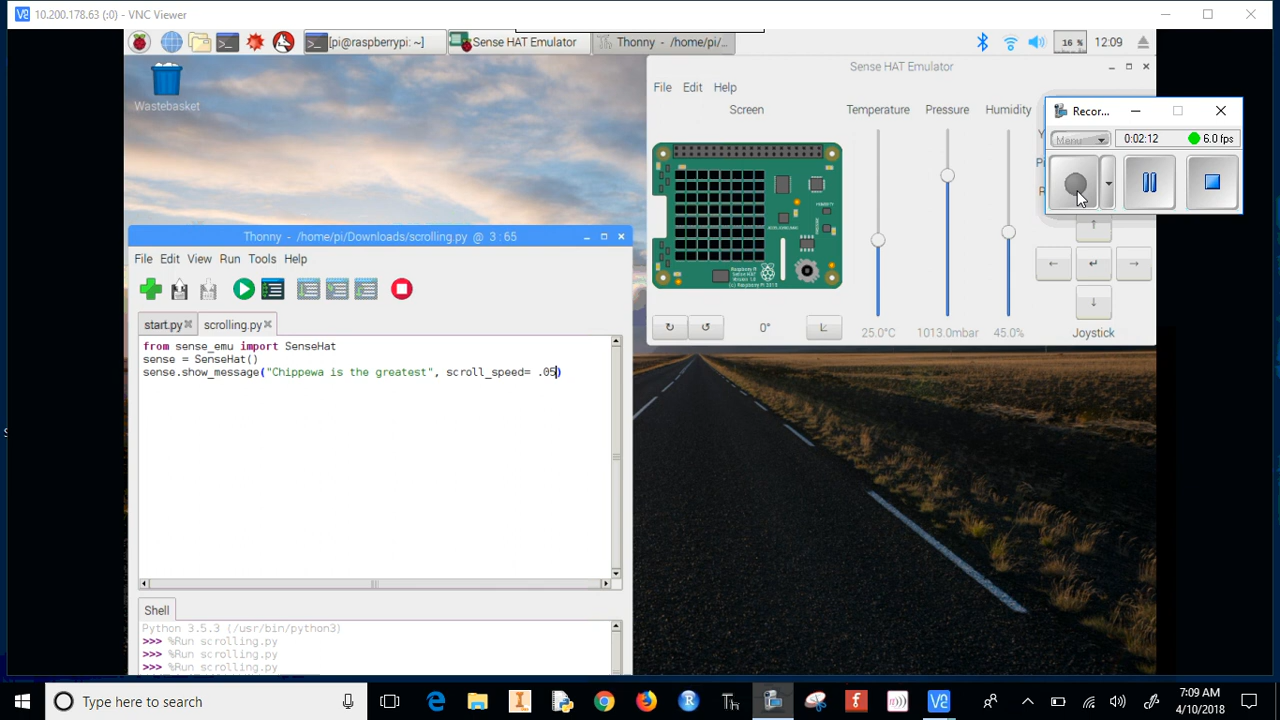 10.200.178.63 (:0) - VNC Viewer
[pi@raspberrypi: ~]
Sense HAT Emulator
Thonny - /home/pi/...
16 %
12:09
Wastebasket
Sense HAT Emulator
File Edit Help
Screen
Temperature
Pressure
Humidity
Recor...
Menu
0:02:12
6.0 fps
0°
25.0°C
1013.0mbar
45.0%
Joystick
Thonny - /home/pi/Downloads/scrolling.py @ 3:65
File Edit View Run Tools Help
start.py
scrolling.py
from sense_emu import SenseHat
sense = SenseHat()
sense.show_message("Chippewa is the greatest", scroll_speed= .05)
Shell
Python 3.5.3 (/usr/bin/python3)
>>> %Run scrolling.py
>>> %Run scrolling.py
>>> %Run scrolling.py
Type here to search
7:09 AM
4/10/2018